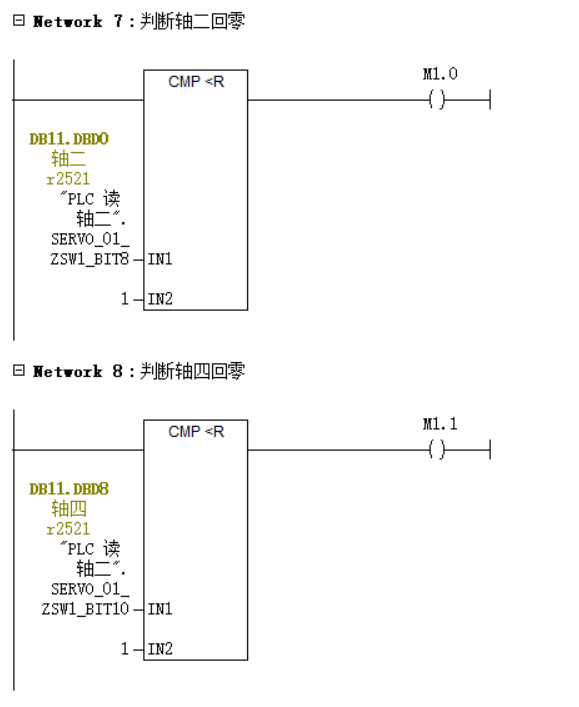 Network 7：判断轴二回零
CMP <R
M1.0
( )
DB11.DBD0
轴二
r2521
"PLC 读
轴二".
SERVO_01_
ZSW1_BIT8
IN1
1
IN2
Network 8：判断轴四回零
CMP <R
M1.1
( )
DB11.DBD8
轴四
r2521
"PLC 读
轴二".
SERVO_01_
ZSW1_BIT10
IN1
1
IN2